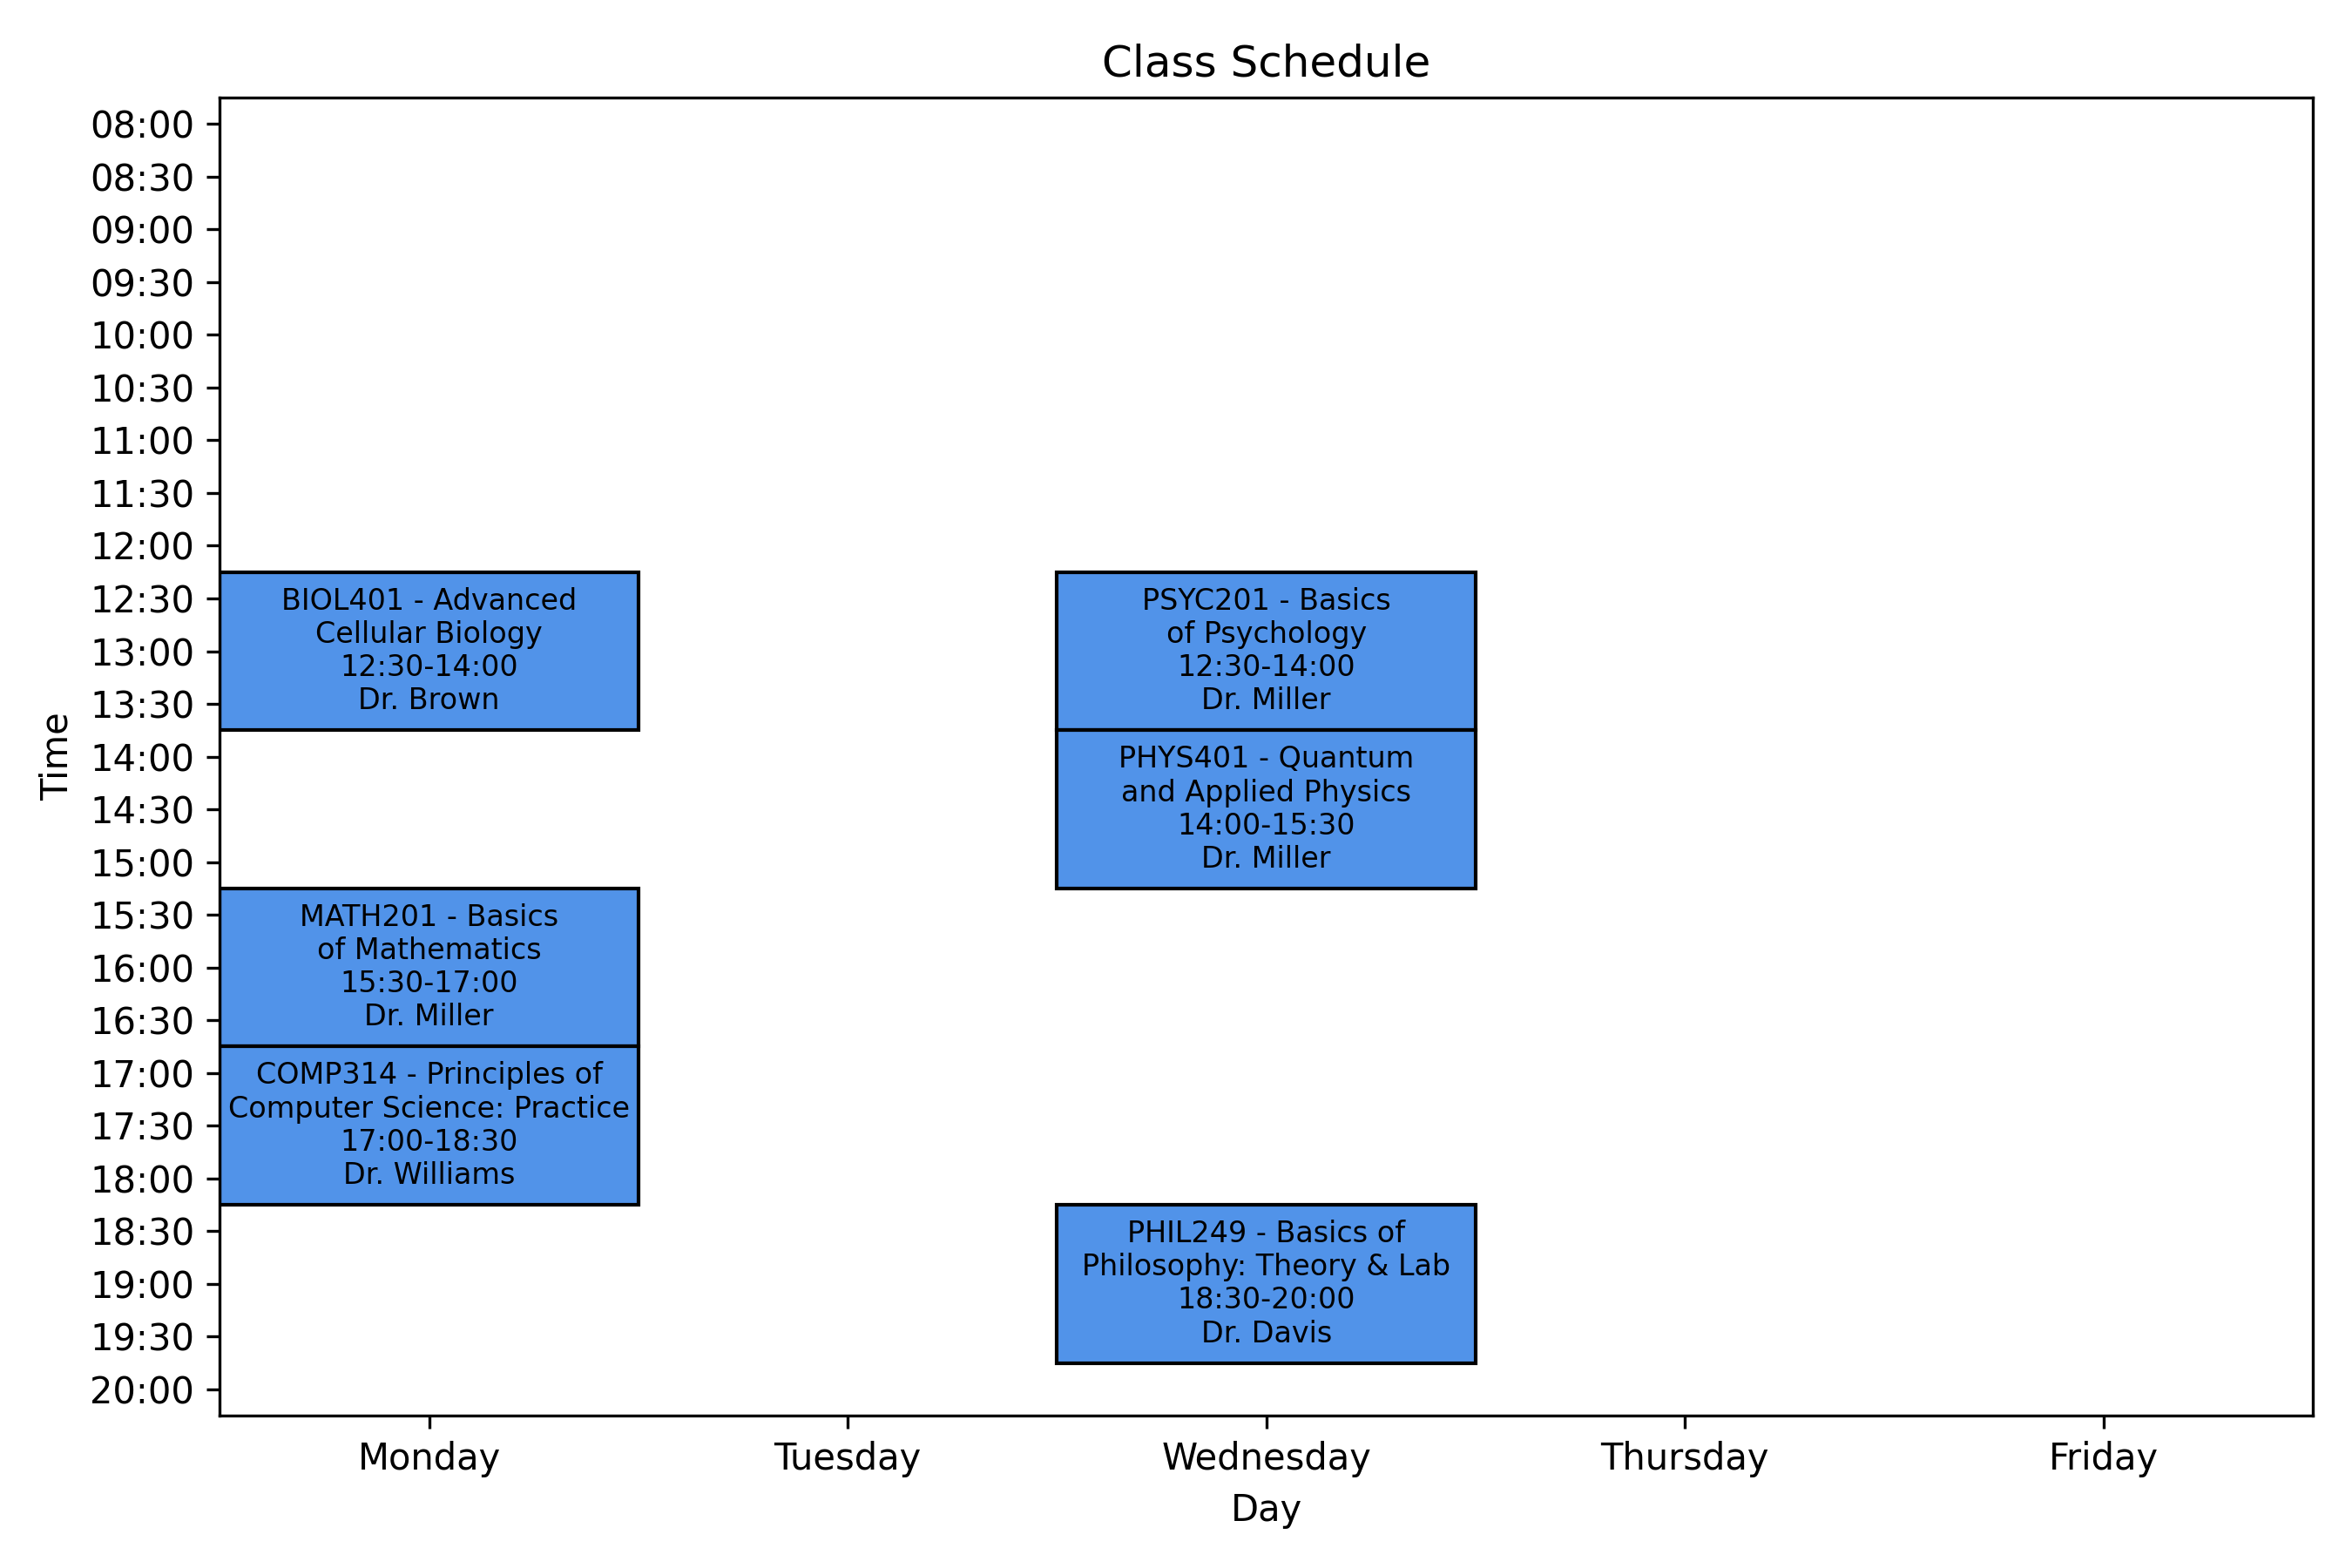 Class Schedule
Time
08:00
08:30
09:00
09:30
10:00
10:30
11:00
11:30
12:00
12:30
13:00
13:30
14:00
14:30
15:00
15:30
16:00
16:30
17:00
17:30
18:00
18:30
19:00
19:30
20:00
BIOL401 - Advanced
Cellular Biology
12:30-14:00
Dr. Brown
MATH201 - Basics
of Mathematics
15:30-17:00
Dr. Miller
COMP314 - Principles of
Computer Science: Practice
17:00-18:30
Dr. Williams
PSYC201 - Basics
of Psychology
12:30-14:00
Dr. Miller
PHYS401 - Quantum
and Applied Physics
14:00-15:30
Dr. Miller
PHIL249 - Basics of
Philosophy: Theory & Lab
18:30-20:00
Dr. Davis
Monday
Tuesday
Wednesday
Thursday
Friday
Day